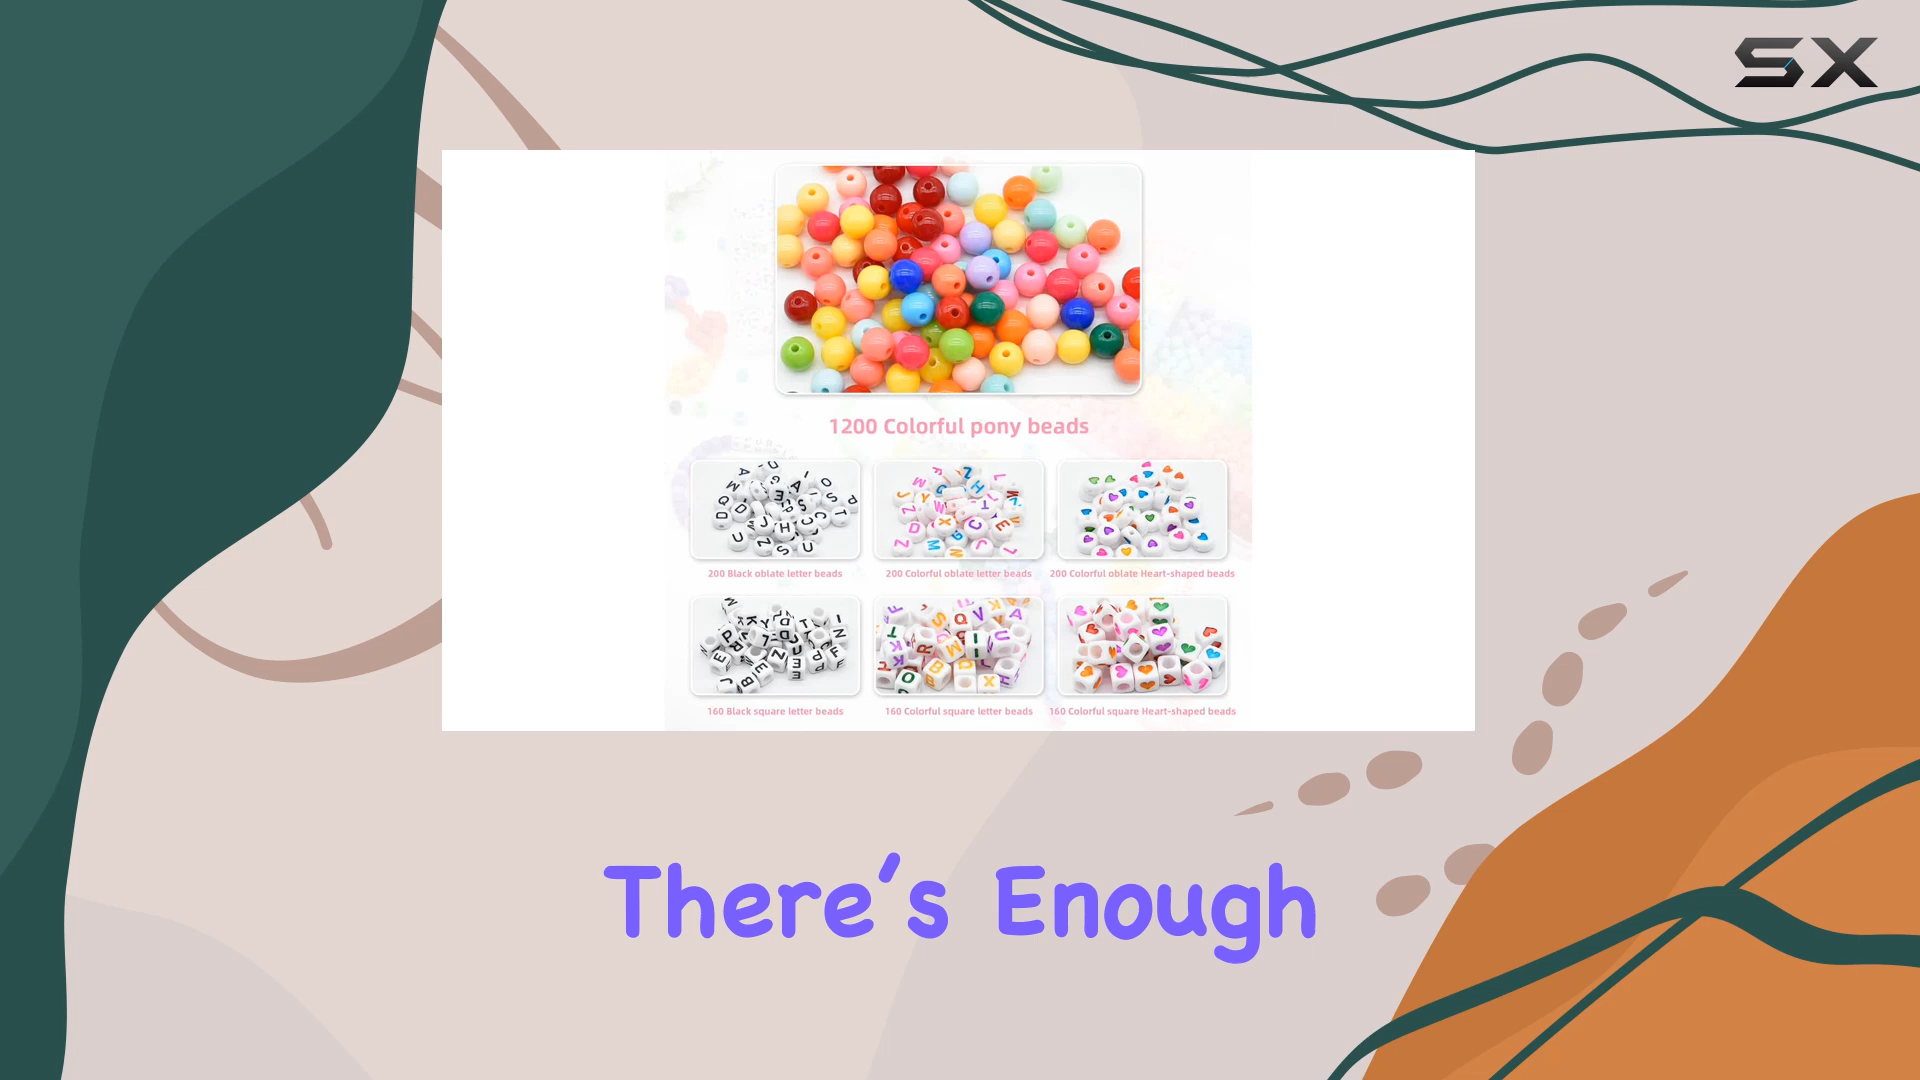 SX
1200 Colorful pony beads
200 Black oblate letter beads
200 Colorful oblate letter beads
200 Colorful oblate Heart-shaped beads
160 Black square letter beads
160 Colorful square letter beads
160 Colorful square Heart-shaped beads
There's Enough